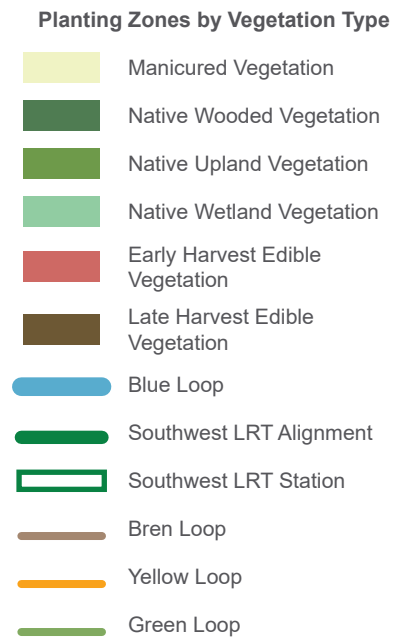 Planting Zones by Vegetation Type
Manicured Vegetation
Native Wooded Vegetation
Native Upland Vegetation
Native Wetland Vegetation
Early Harvest Edible
Vegetation
Late Harvest Edible
Vegetation
Blue Loop
Southwest LRT Alignment
Southwest LRT Station
Bren Loop
Yellow Loop
Green Loop